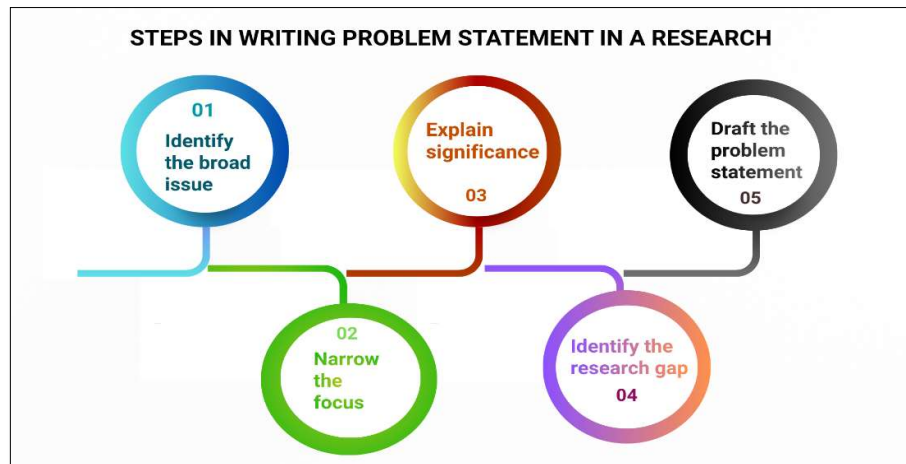 STEPS IN WRITING PROBLEM STATEMENT IN A RESEARCH
01
Identify
the broad
issue
02
Narrow
the
focus
Explain
significance
03
Identify the
research gap
04
Draft the
problem
statement
05